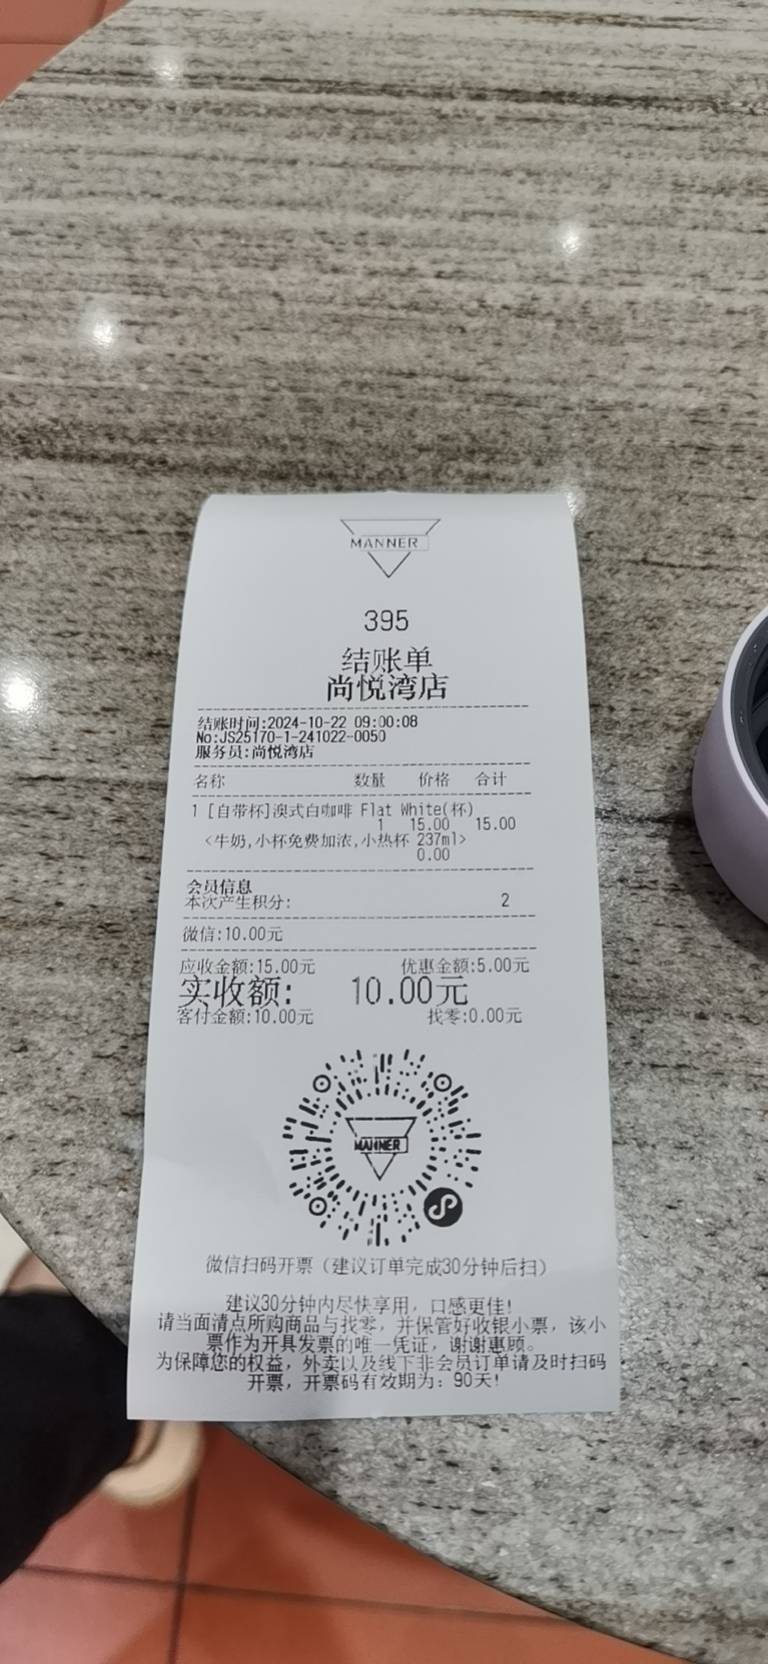 MANNER
395
结账单
尚悦湾店
结账时间:2024-10-22 09:00:08
No:JS25170-1-241022-0050
服务员:尚悦湾店
名称 数量 价格 合计
1 [自带杯]澳式白咖啡 Flat White(杯)
1 15.00 15.00
<牛奶,小杯免费加浓,小热杯 237ml>
0.00
会员信息
本次产生积分: 2
微信:10.00元
应收金额:15.00元 优惠金额:5.00元
实收额: 10.00元
客付金额:10.00元 找零:0.00元
MANNER
微信扫码开票（建议订单完成30分钟后扫）
建议30分钟内尽快享用，口感更佳!
请当面清点所购商品与找零，并保管好收银小票，该小
票作为开具发票的唯一凭证，谢谢惠顾。
为保障您的权益，外卖以及线下非会员订单请及时扫码
开票，开票码有效期为：90天!